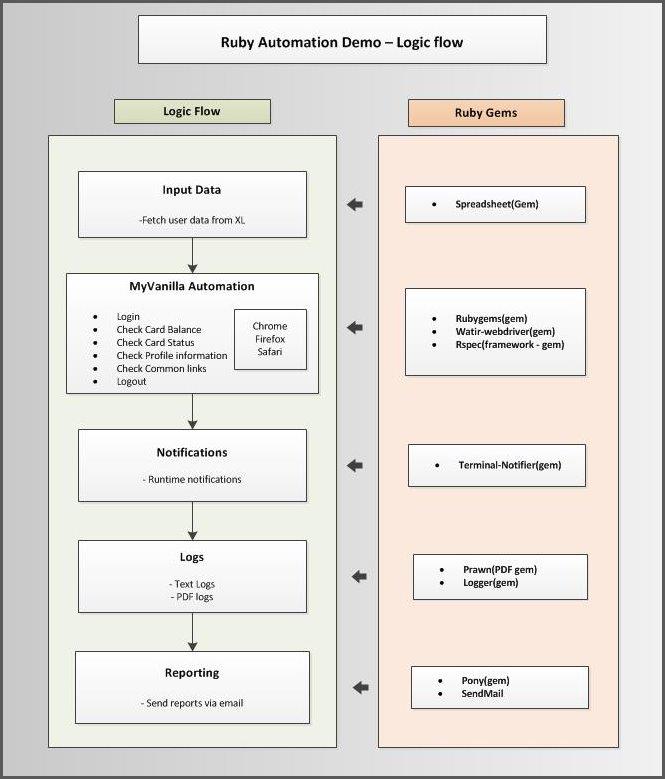 Ruby Automation Demo – Logic flow
Logic Flow
Input Data
-Fetch user data from XL
MyVanilla Automation
• Login
• Check Card Balance
• Check Card Status
• Check Profile information
• Check Common links
• Logout
Chrome
Firefox
Safari
Notifications
- Runtime notifications
Logs
- Text Logs
- PDF logs
Reporting
- Send reports via email
Ruby Gems
• Spreadsheet(Gem)
• Rubygems(gem)
• Watir-webdriver(gem)
• Rspec(framework - gem)
• Terminal-Notifier(gem)
• Prawn(PDF gem)
• Logger(gem)
• Pony(gem)
• SendMail